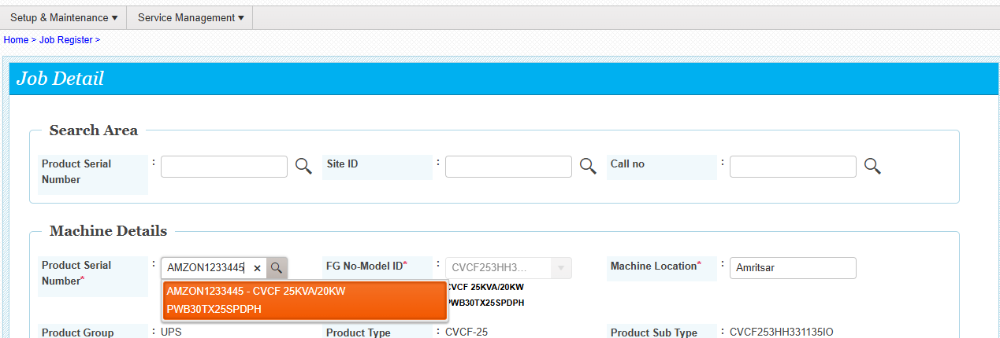 Setup & Maintenance ▾ Service Management ▾
Home > Job Register >
Job Detail
Search Area
Product Serial Number : Site ID : Call no :
Machine Details
Product Serial Number* : AMZON1233445 × FG No-Model ID* : CVCF253HH3... Machine Location* : Amritsar
AMZON1233445 - CVCF 25KVA/20KW
PWB30TX25SPDPH
CVCF 25KVA/20KW
PWB30TX25SPDPH
Product Group : UPS Product Type : CVCF-25 Product Sub Type : CVCF253HH331135IO